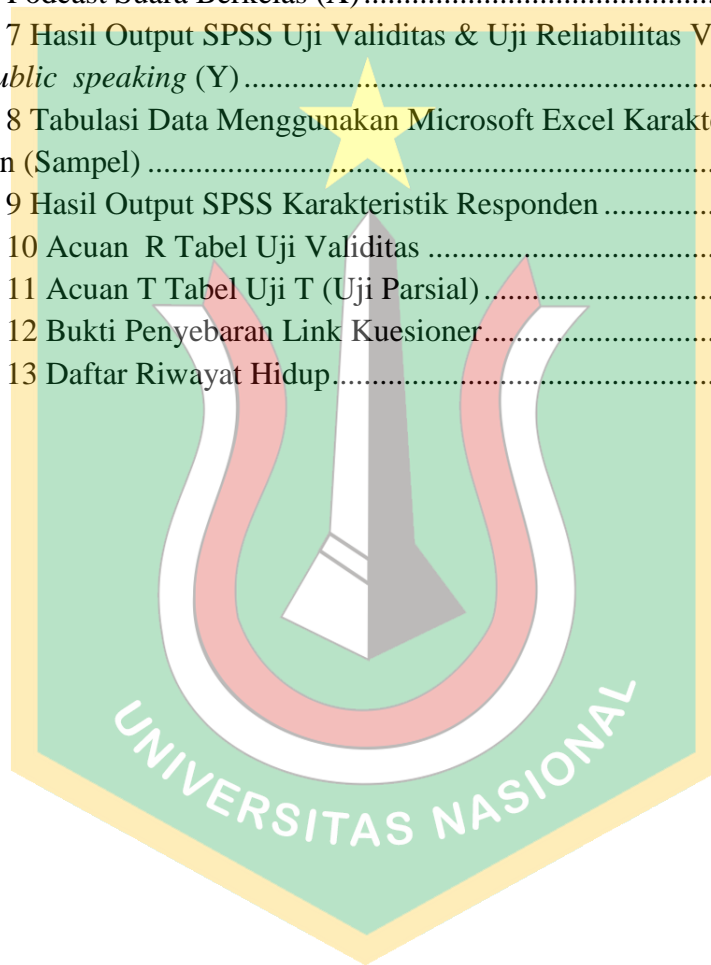 Podcast Suara Berkelas (X)........................................................
7 Hasil Output SPSS Uji Validitas & Uji Reliabilitas V
ublic speaking (Y)........................................................................
8 Tabulasi Data Menggunakan Microsoft Excel Karakt
n (Sampel)....................................................................................
9 Hasil Output SPSS Karakteristik Responden.................
10 Acuan R Tabel Uji Validitas............................................
11 Acuan T Tabel Uji T (Uji Parsial)....................................
12 Bukti Penyebaran Link Kuesioner....................................
13 Daftar Riwayat Hidup........................................................
UNIVERSITAS NASIONAL